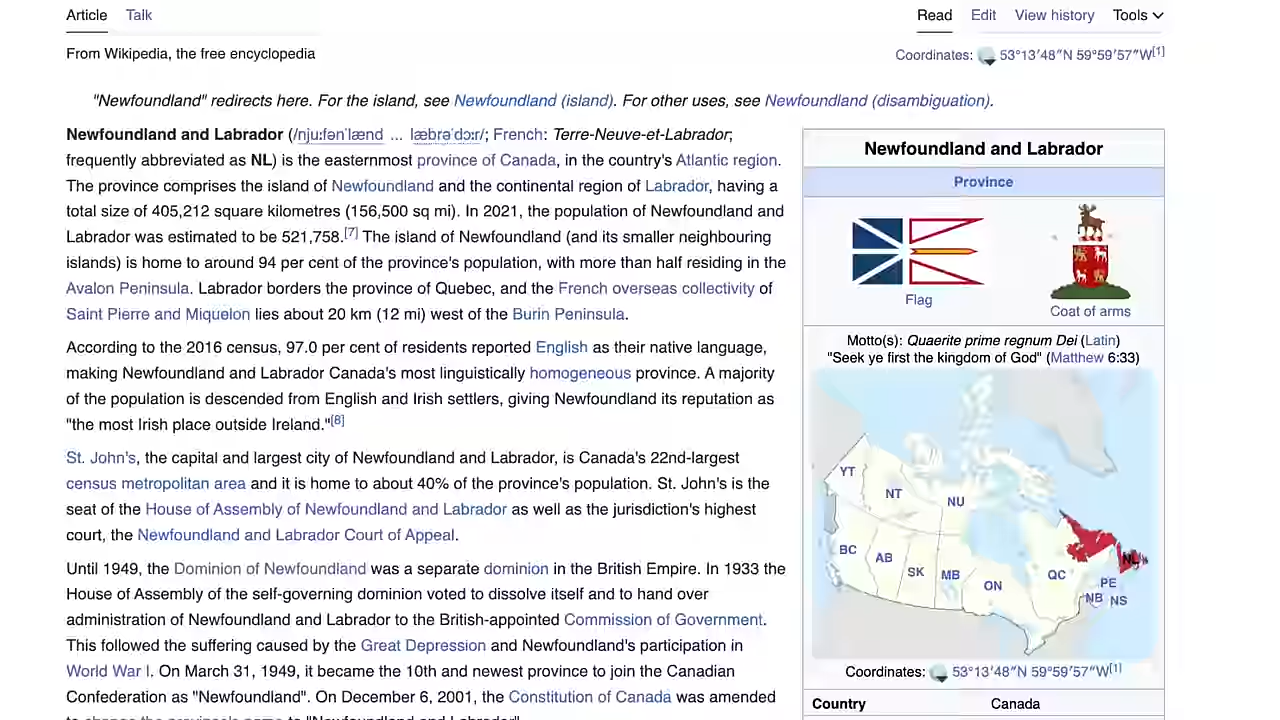 Article Talk Read Edit View history Tools
From Wikipedia, the free encyclopedia
Coordinates: 53°13′48″N 59°59′57″W[1]
"Newfoundland" redirects here. For the island, see Newfoundland (island). For other uses, see Newfoundland (disambiguation).
Newfoundland and Labrador (/njuːfənˈlænd ... læbrəˈdɔːr/; French: Terre-Neuve-et-Labrador;
frequently abbreviated as NL) is the easternmost province of Canada, in the country's Atlantic region.
The province comprises the island of Newfoundland and the continental region of Labrador, having a
total size of 405,212 square kilometres (156,500 sq mi). In 2021, the population of Newfoundland and
Labrador was estimated to be 521,758.[7] The island of Newfoundland (and its smaller neighbouring
islands) is home to around 94 per cent of the province's population, with more than half residing in the
Avalon Peninsula. Labrador borders the province of Quebec, and the French overseas collectivity of
Saint Pierre and Miquelon lies about 20 km (12 mi) west of the Burin Peninsula.
According to the 2016 census, 97.0 per cent of residents reported English as their native language,
making Newfoundland and Labrador Canada's most linguistically homogeneous province. A majority
of the population is descended from English and Irish settlers, giving Newfoundland its reputation as
"the most Irish place outside Ireland."[8]
St. John's, the capital and largest city of Newfoundland and Labrador, is Canada's 22nd-largest
census metropolitan area and it is home to about 40% of the province's population. St. John's is the
seat of the House of Assembly of Newfoundland and Labrador as well as the jurisdiction's highest
court, the Newfoundland and Labrador Court of Appeal.
Until 1949, the Dominion of Newfoundland was a separate dominion in the British Empire. In 1933 the
House of Assembly of the self-governing dominion voted to dissolve itself and to hand over
administration of Newfoundland and Labrador to the British-appointed Commission of Government.
This followed the suffering caused by the Great Depression and Newfoundland's participation in
World War I. On March 31, 1949, it became the 10th and newest province to join the Canadian
Confederation as "Newfoundland". On December 6, 2001, the Constitution of Canada was amended
to change the province's name to "Newfoundland and Labrador".
Newfoundland and Labrador
Province
Flag
Coat of arms
Motto(s): Quaerite prime regnum Dei (Latin)
"Seek ye first the kingdom of God" (Matthew 6:33)
YT
NT
NU
BC
AB
SK
MB
ON
QC
NL
PE
NB
NS
Coordinates: 53°13′48″N 59°59′57″W[1]
Country Canada